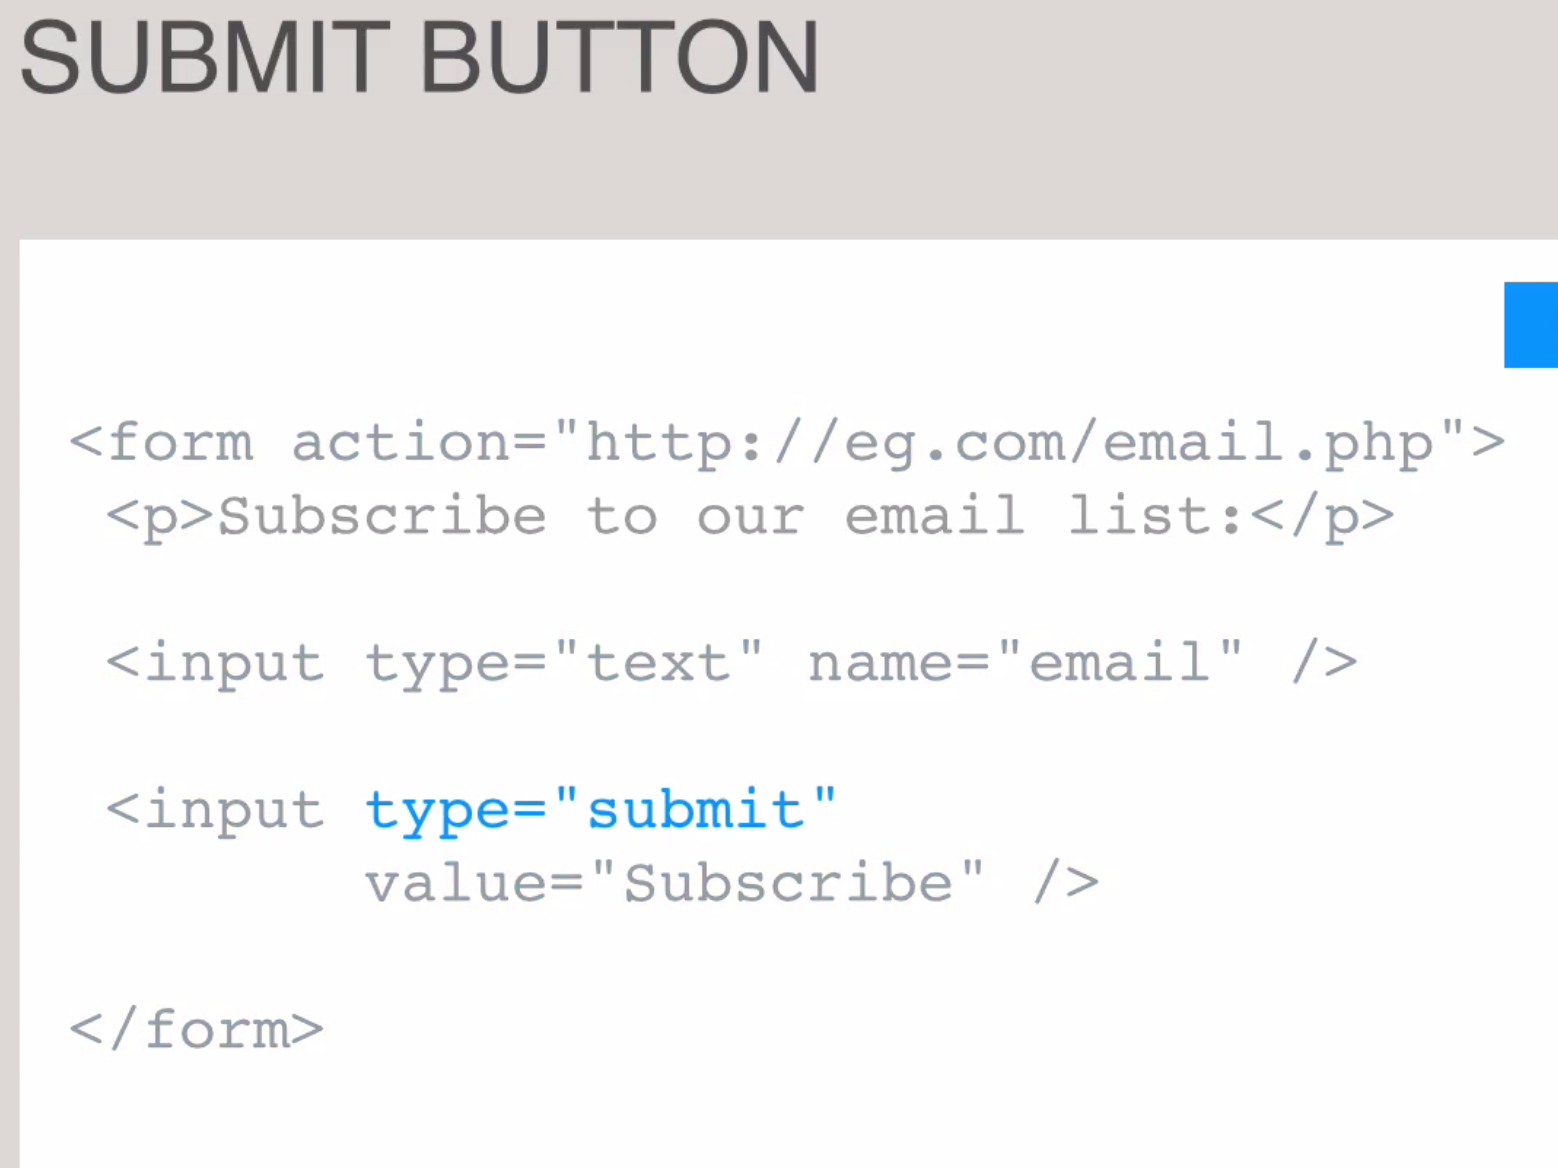 SUBMIT BUTTON
<form action="http://eg.com/email.php">
<p>Subscribe to our email list:</p>
<input type="text" name="email" />
<input type="submit"
value="Subscribe" />
</form>